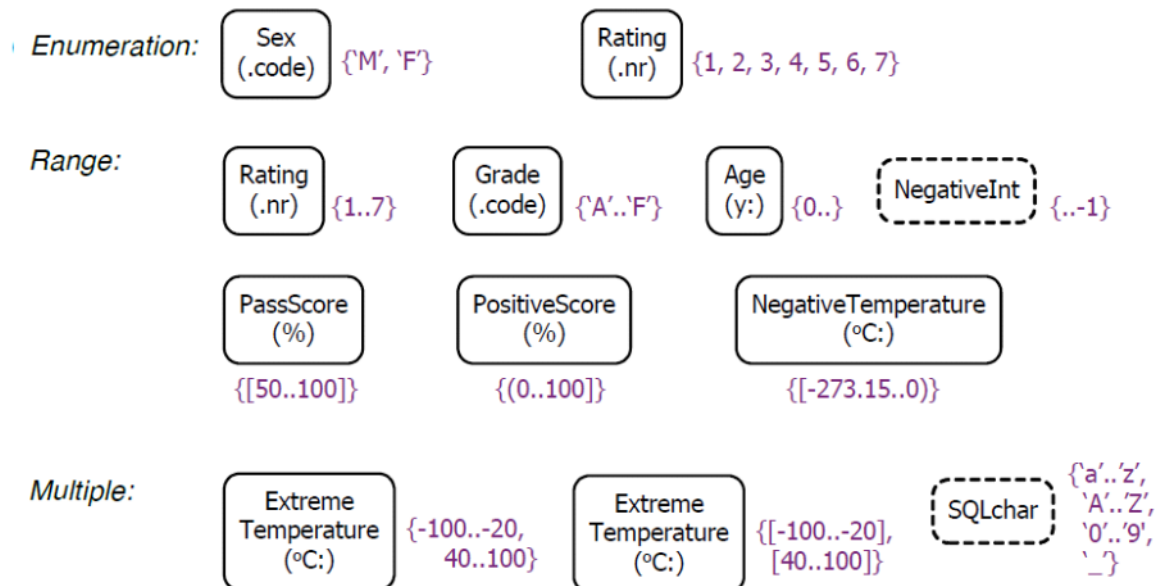 Enumeration:
Sex
(.code)
{‘M’, ‘F’}
Rating
(.nr)
{1, 2, 3, 4, 5, 6, 7}
Range:
Rating
(.nr)
{1..7}
Grade
(.code)
{‘A’..‘F’}
Age
(y:)
{0..}
NegativeInt
{..-1}
PassScore
(%)
{[50..100]}
PositiveScore
(%)
{(0..100]}
NegativeTemperature
(°C:)
{[-273.15..0)}
Multiple:
Extreme
Temperature
(°C:)
{-100..-20,
40..100}
Extreme
Temperature
(°C:)
{[-100..-20],
[40..100]}
SQLchar
{‘a’..’z’,
‘A’..’Z’,
‘0’..’9’,
‘_’}